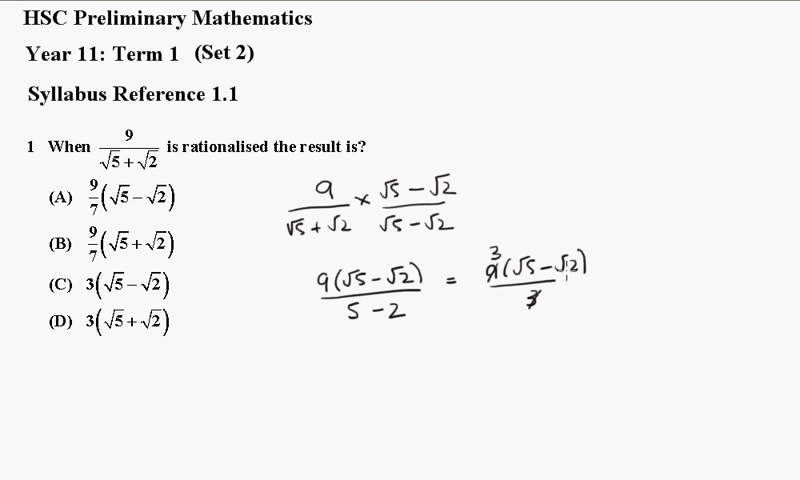 HSC Preliminary Mathematics
Year 11: Term 1 (Set 2)
Syllabus Reference 1.1
1 When 9/(√5+√2) is rationalised the result is?
(A) 9/7(√5−√2)
(B) 9/7(√5+√2)
(C) 3(√5−√2)
(D) 3(√5+√2)
9/(√5+√2) × (√5−√2)/(√5−√2)
9(√5−√2)/(5−2) = 3 9(√5−√2)/3